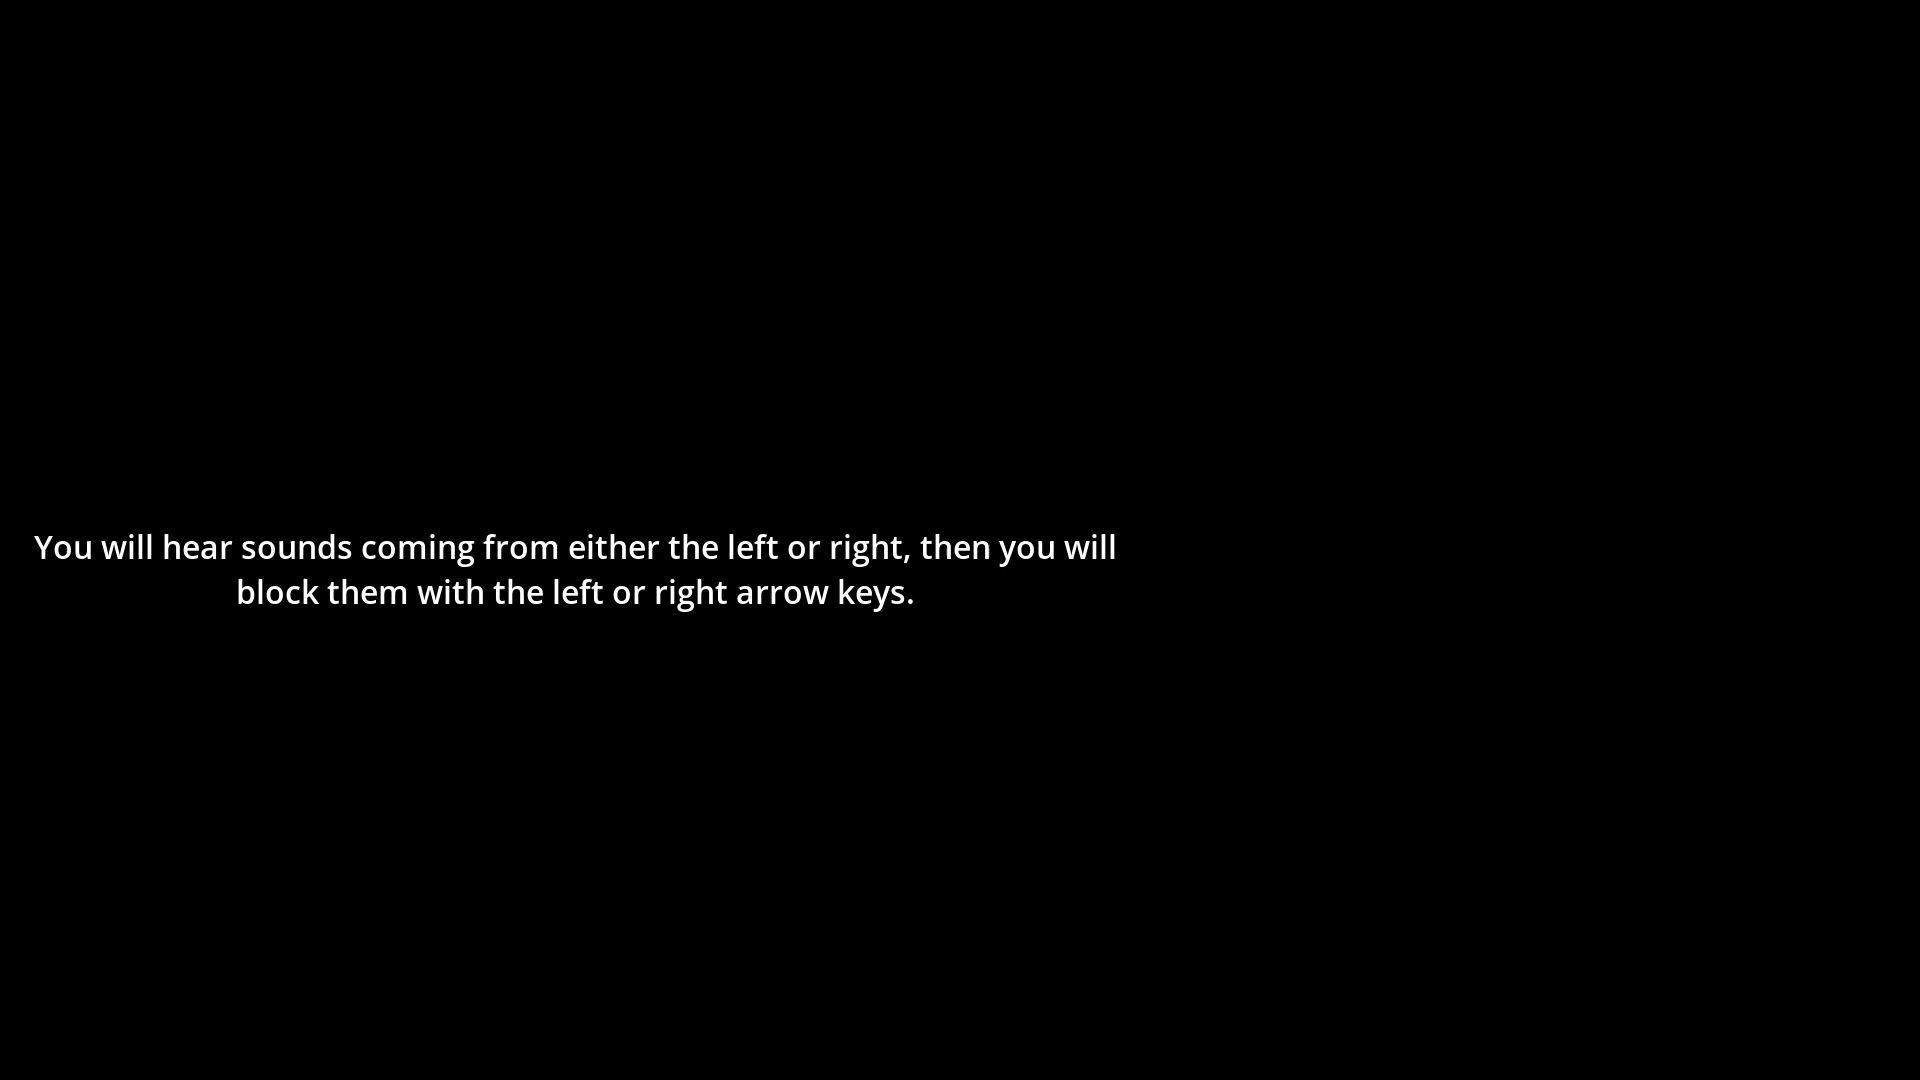 You will hear sounds coming from either the left or right, then you will
block them with the left or right arrow keys.